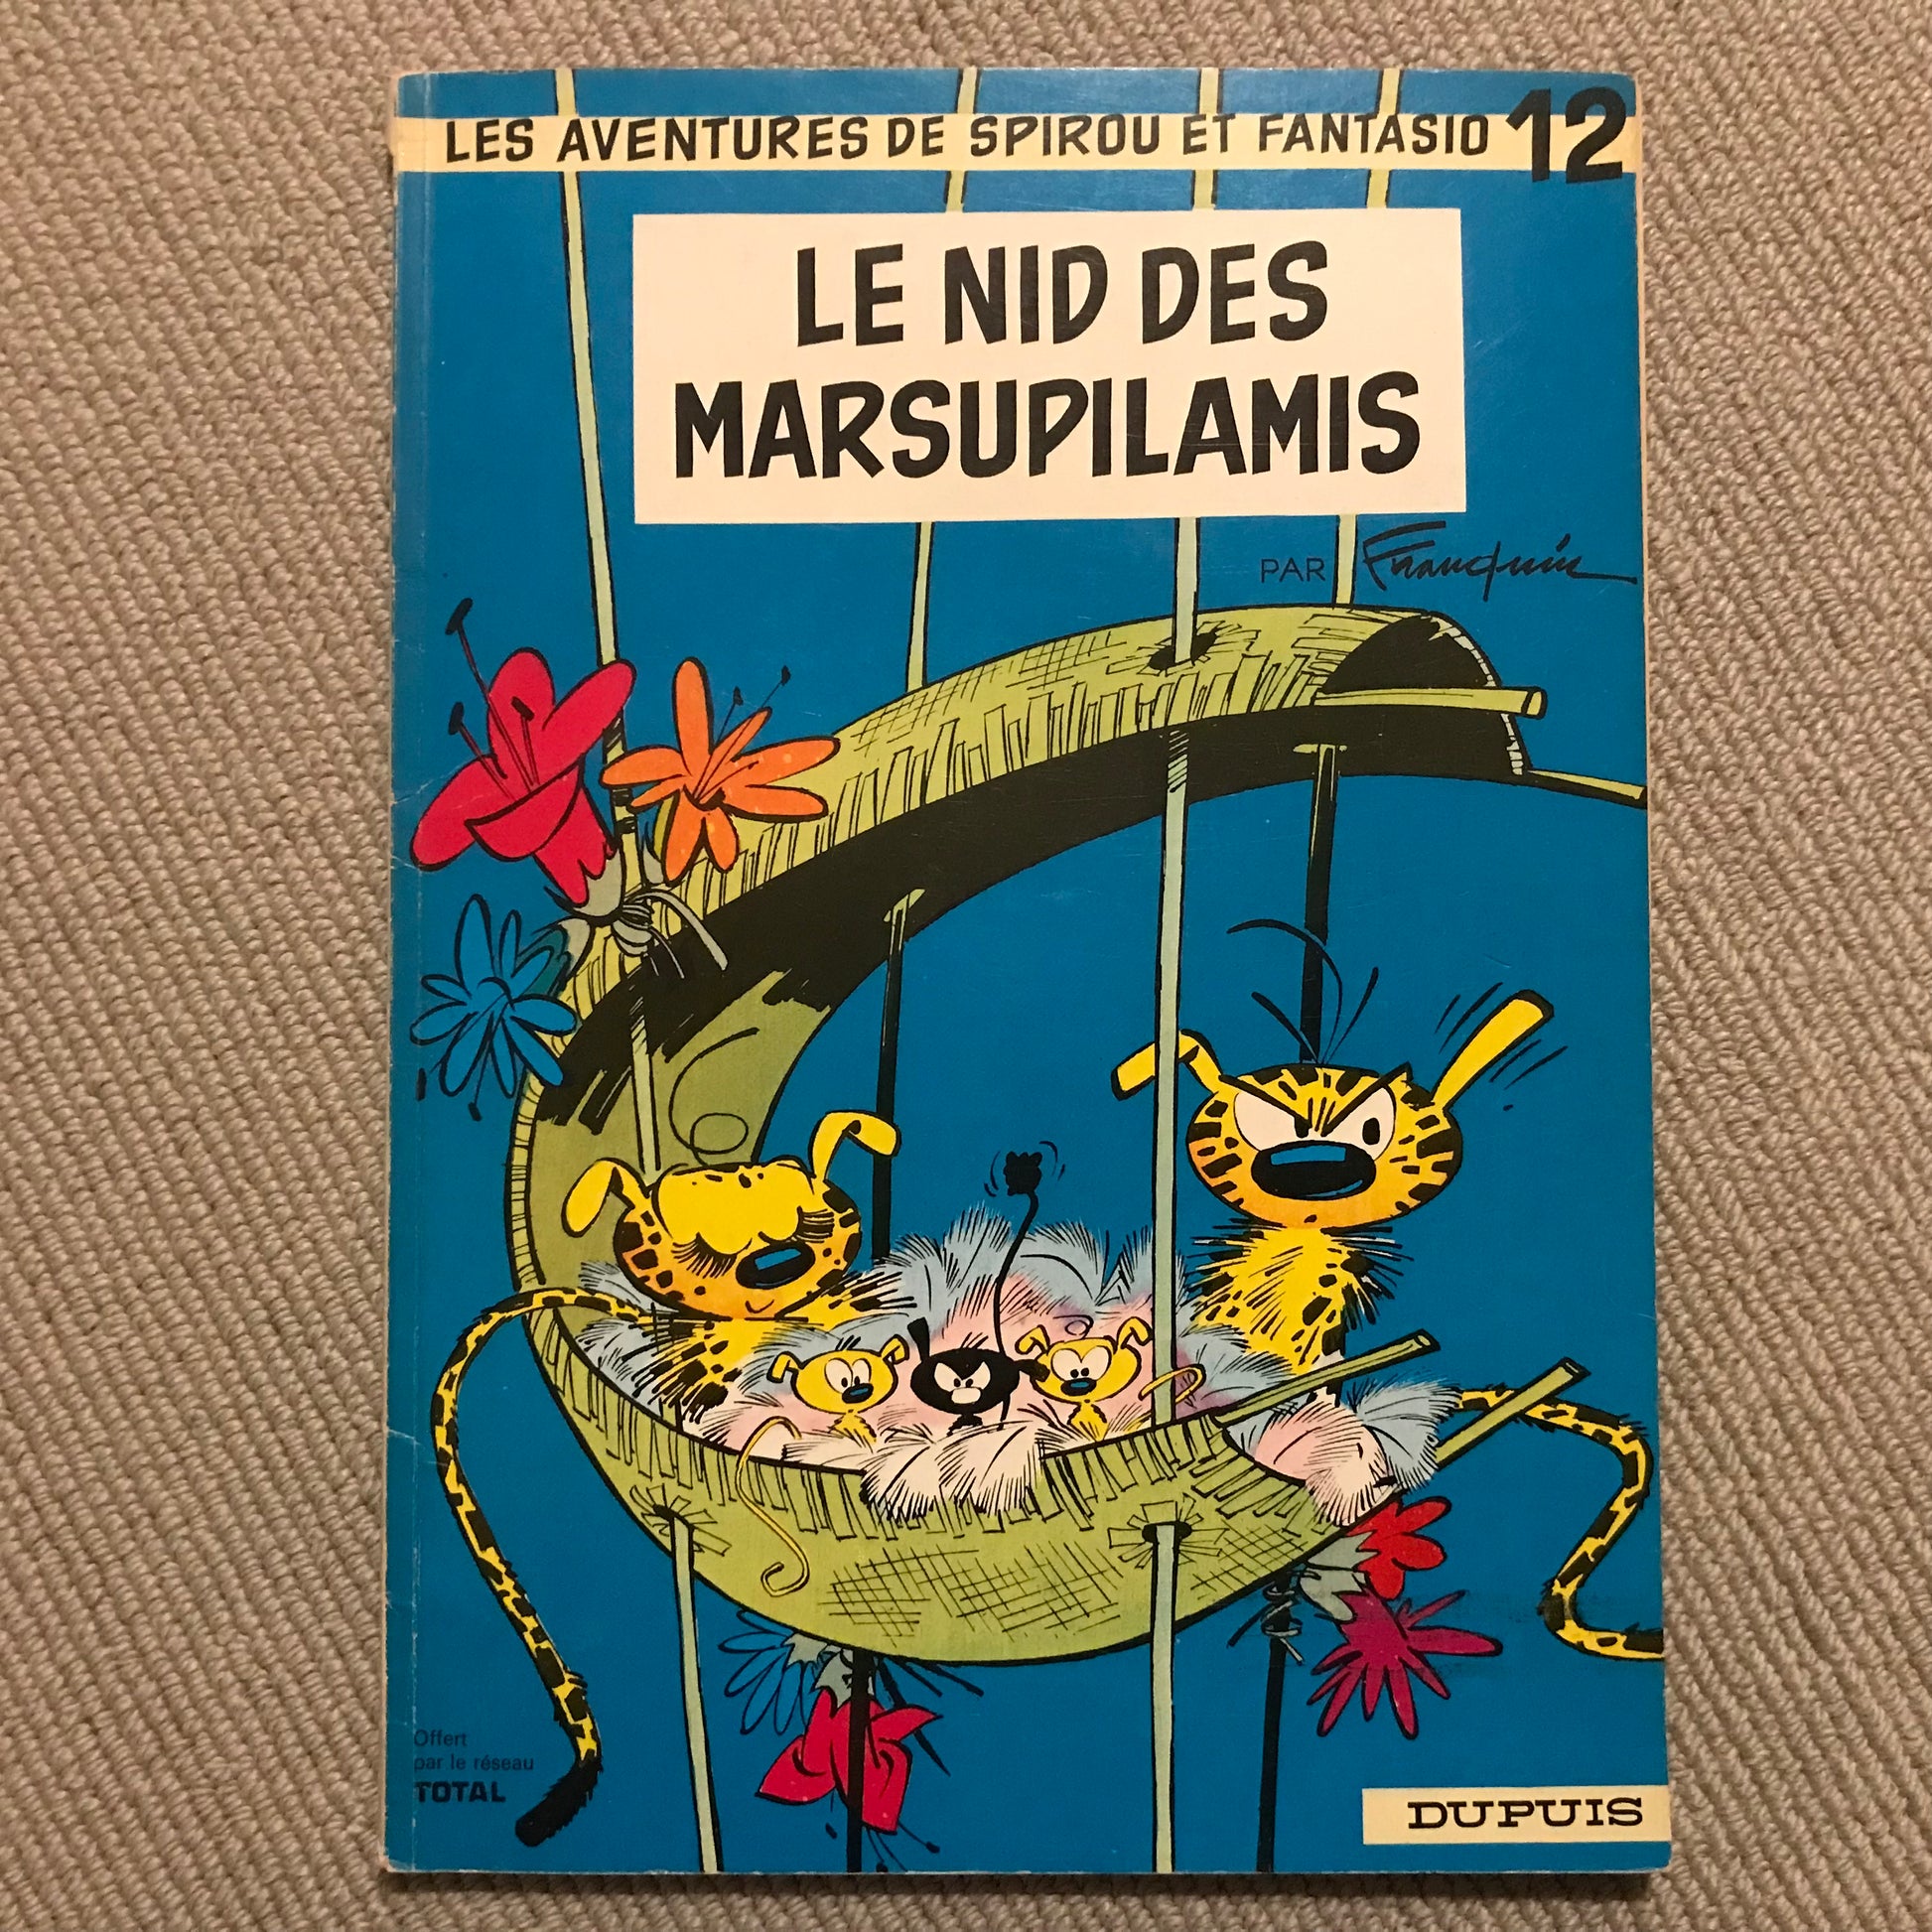 LES AVENTURES DE SPIROU ET FANTASIO 12
LE NID DES
MARSUPILAMIS
PAR Franquin
Offert
par le réseau
TOTAL
DUPUIS